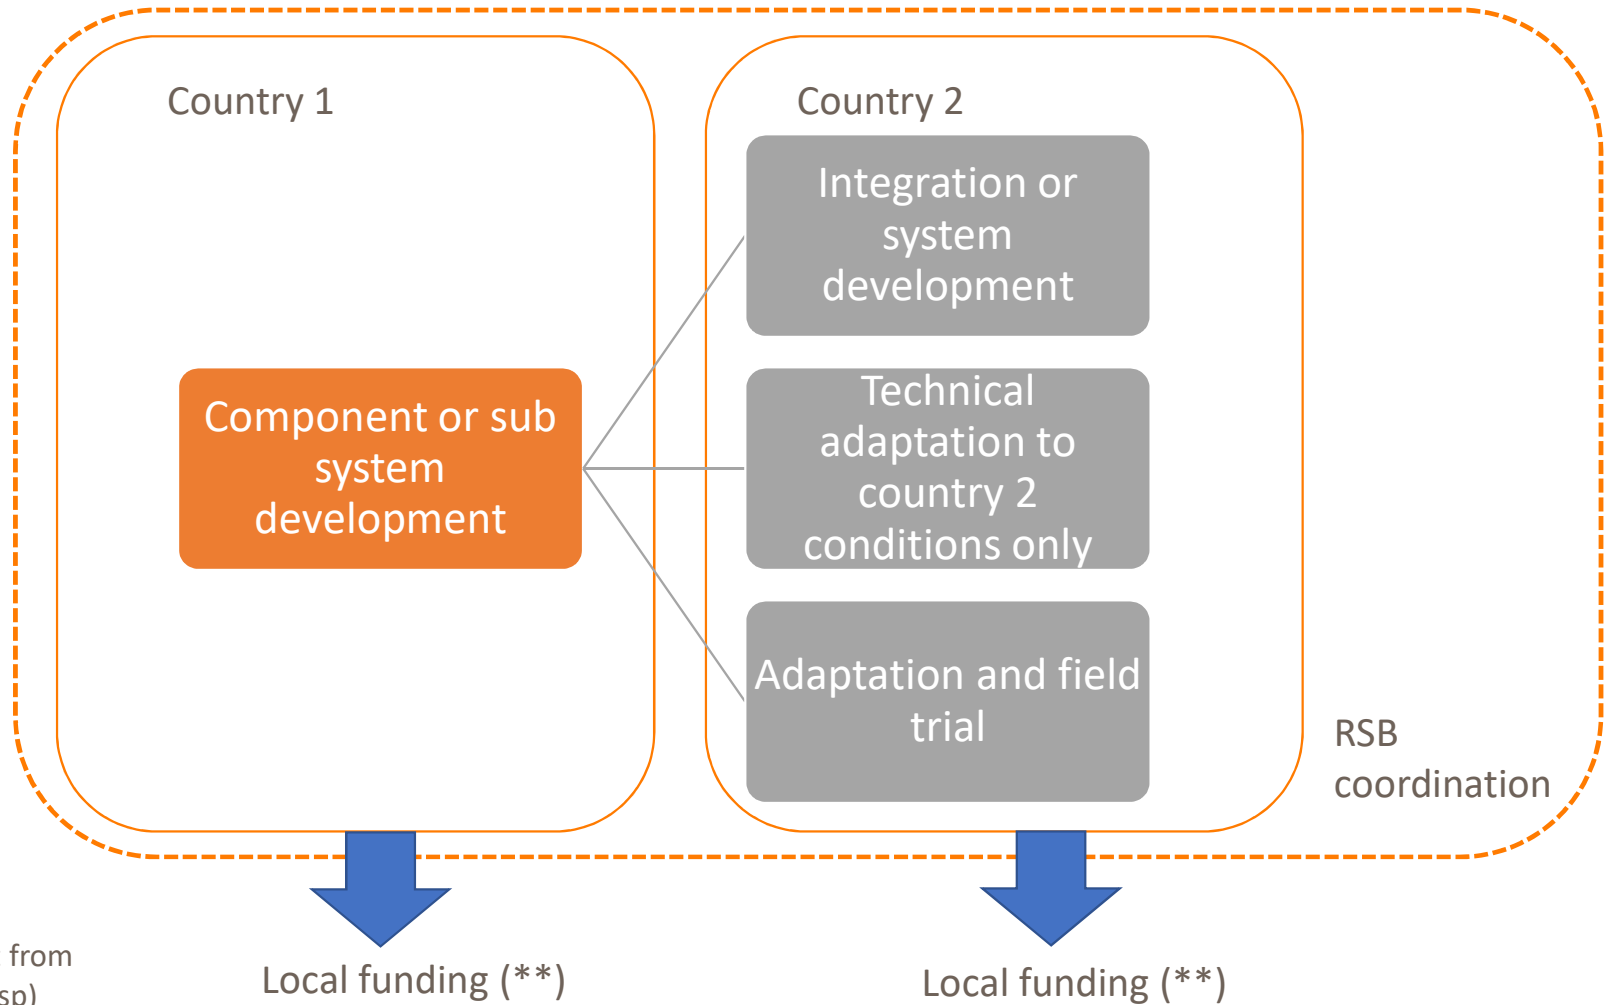 Country 1
Component or sub
system
development
Country 2
Integration or
system
development
Technical
adaptation to
country 2
conditions only
Adaptation and field
trial
RSB
coordination
from
sp)
Local funding (**)
Local funding (**)